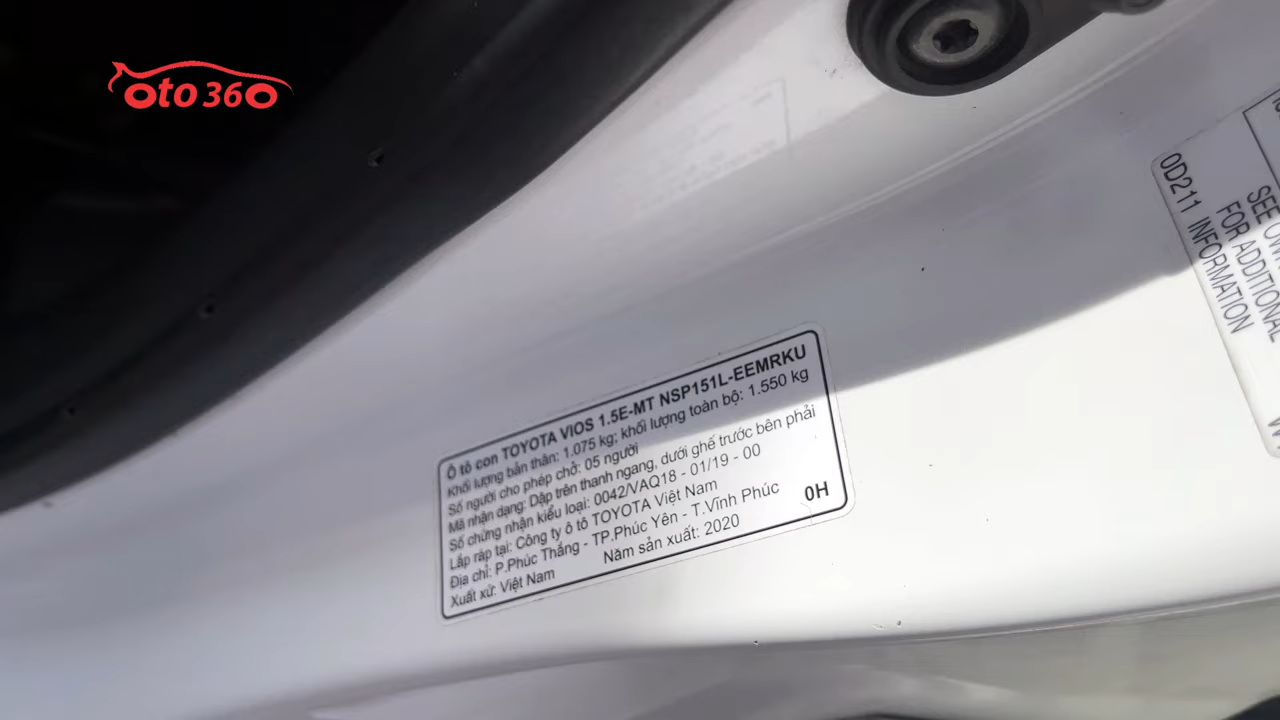 oto 360
Ô tô con TOYOTA VIOS 1.5E-MT NSP151L-EEMRKU
Khối lượng bản thân: 1.075 kg; khối lượng toàn bộ: 1.550 kg
Số người cho phép chở: 05 người
Mã nhận dạng: Dập trên thanh ngang, dưới ghế trước bên phải
Số chứng nhận kiểu loại: 0042/VAQ18 - 01/19 - 00
Lắp ráp tại: Công ty ô tô TOYOTA Việt Nam
Địa chỉ: P.Phúc Thắng - TP.Phúc Yên - T.Vĩnh Phúc
Xuất xứ: Việt Nam Năm sản xuất: 2020 0H
SEE
FOR ADDITIONAL
0D211 INFORMATION